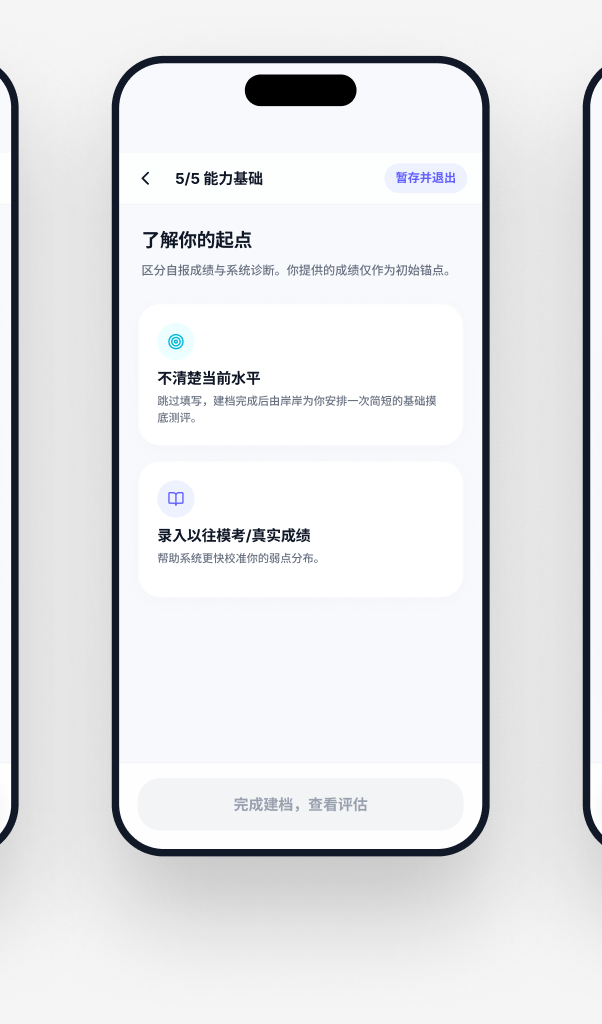 5/5 能力基础
暂存并退出
了解你的起点
区分自报成绩与系统诊断。你提供的成绩仅作为初始锚点。
不清楚当前水平
跳过填写，建档完成后由岸岸为你安排一次简短的基础摸
底测评。
录入以往模考/真实成绩
帮助系统更快校准你的弱点分布。
完成建档，查看评估